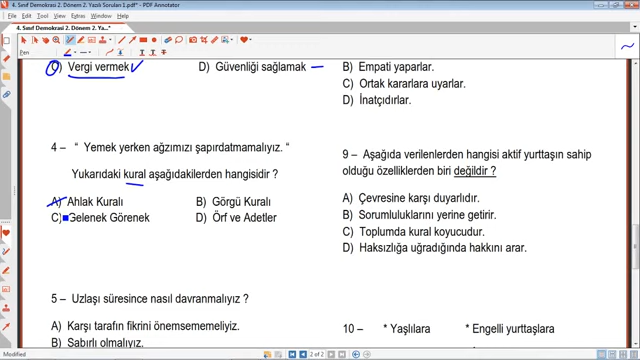 4. Sınıf Demokrasi 2. Dönem 2. Yazılı Soruları 1.pdf* - PDF Annotator
File Edit Insert View Extras Tools Window Help
4. Sınıf Demokrasi 2. Dönem 2. Ya...*
Pen
C) Vergi vermek
D) Güvenliği sağlamak
4 – “ Yemek yerken ağzımızı şapırdatmamalıyız. “
Yukarıdaki kural aşağıdakilerden hangisidir ?
A) Ahlak Kuralı
B) Görgü Kuralı
C) Gelenek Görenek
D) Örf ve Adetler
5 – Uzlaşı süresince nasıl davranmalıyız ?
A) Karşı tarafın fikrini önemsememeliyiz.
B) Sabırlı olmalıyız.
B) Empati yaparlar.
C) Ortak kararlara uyarlar.
D) İnatçıdırlar.
9 – Aşağıda verilenlerden hangisi aktif yurttaşın sahip
olduğu özelliklerden biri değildir ?
A) Çevresine karşı duyarlıdır.
B) Sorumluluklarını yerine getirir.
C) Toplumda kural koyucudur.
D) Haksızlığa uğradığında hakkını arar.
10 – * Yaşlılara * Engelli yurttaşlara
Modified
2 of 2